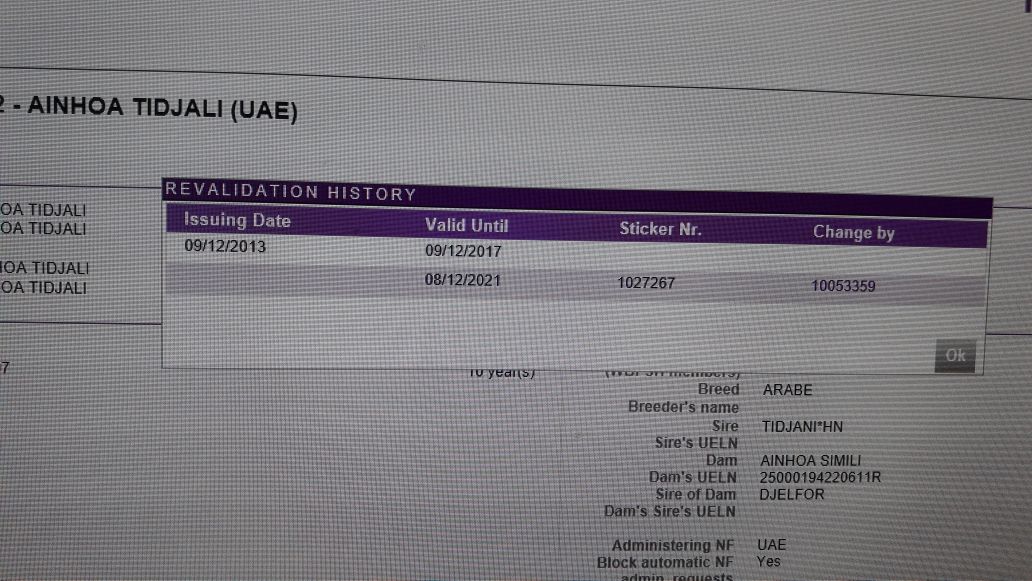 2 - AINHOA TIDJALI (UAE)
OA TIDJALI
OA TIDJALI
IOA TIDJALI
OA TIDJALI
REVALIDATION HISTORY
Issuing Date Valid Until Sticker Nr. Change by
09/12/2013 09/12/2017
08/12/2021 1027267 10053359
Ok
7
10 year(s)
Breed ARABE
Breeder's name
Sire TIDJANI*HN
Sire's UELN
Dam AINHOA SIMILI
Dam's UELN 25000194220611R
Sire of Dam DJELFOR
Dam's Sire's UELN
Administering NF UAE
Block automatic NF Yes
admin. requests